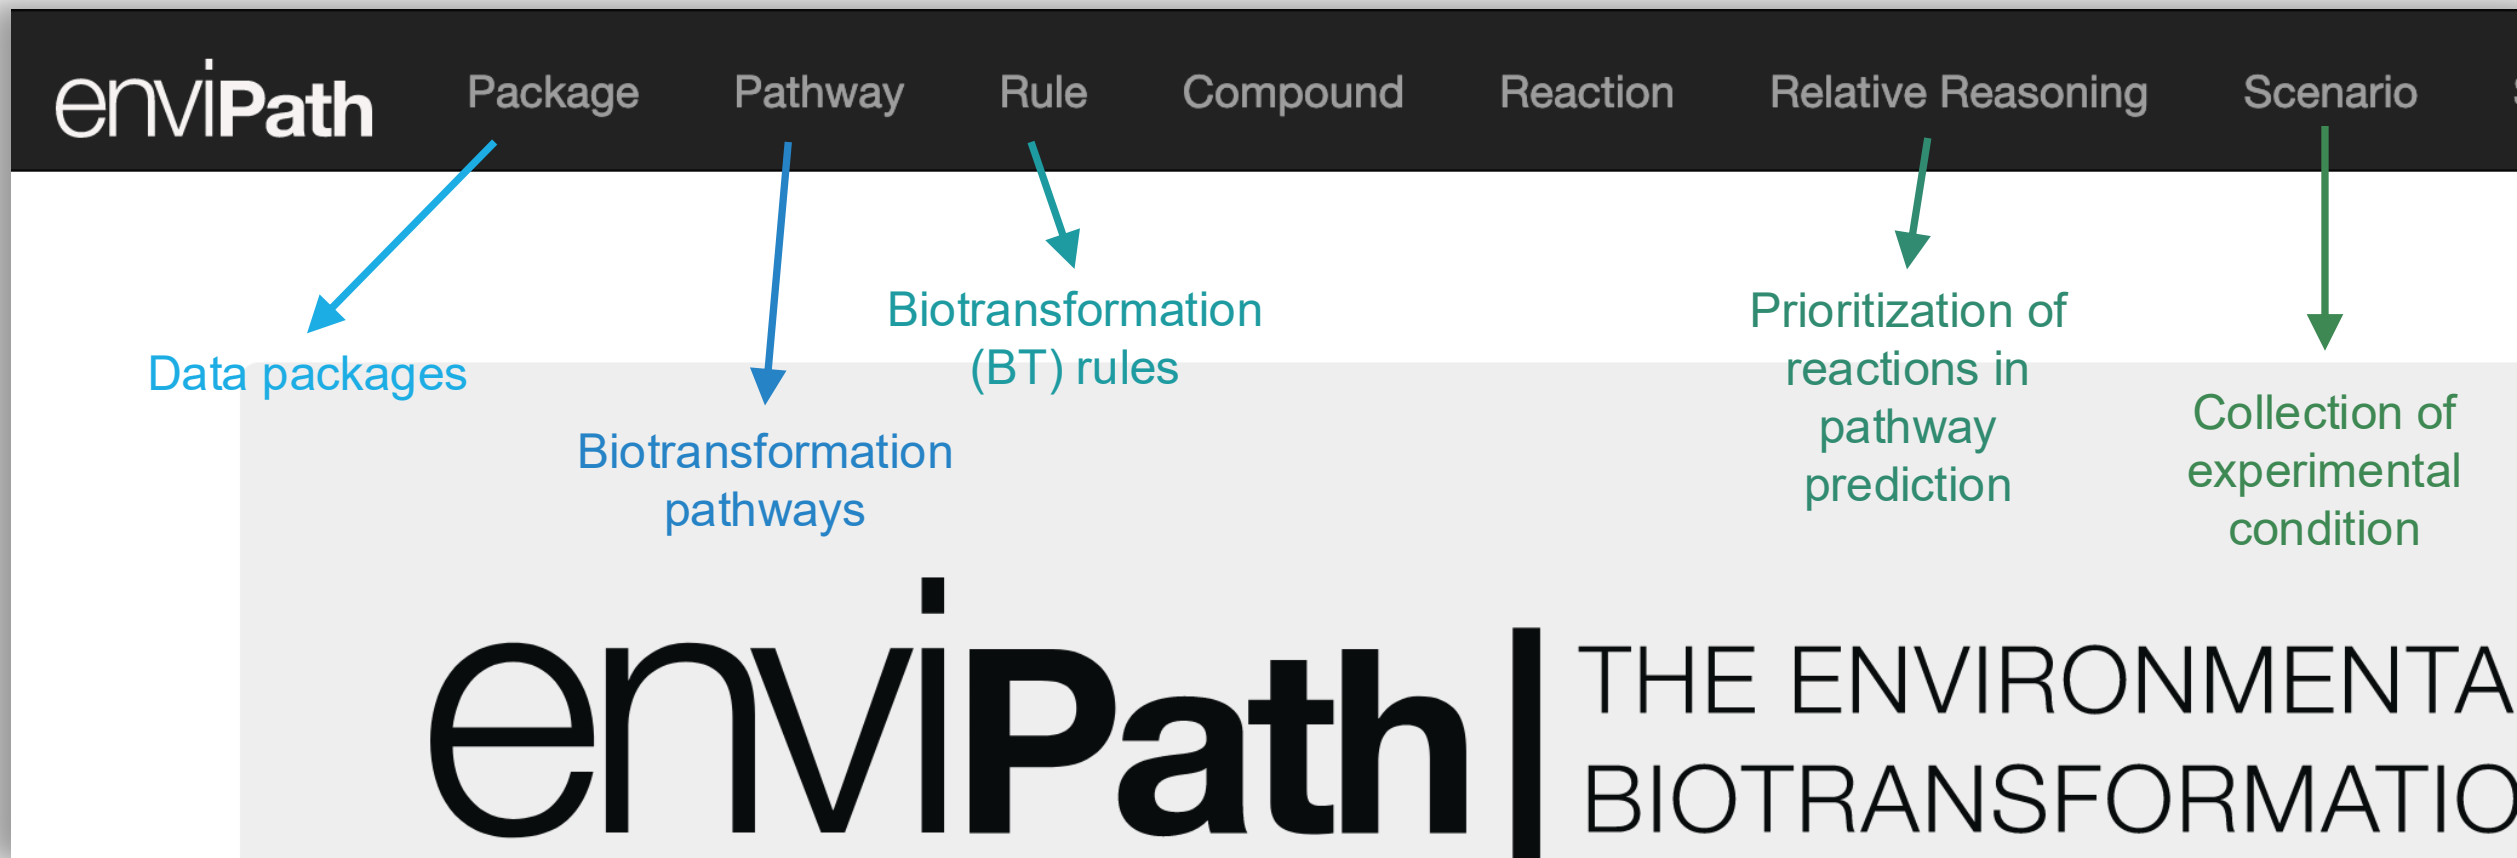 enviPath Package Pathway Rule Compound Reaction Relative Reasoning Scenario
Data packages
Biotransformation
pathways
Biotransformation
(BT) rules
Prioritization of
reactions in
pathway
prediction
Collection of
experimental
condition
enviPath
THE ENVIRONMENTA
BIOTRANSFORMATIO